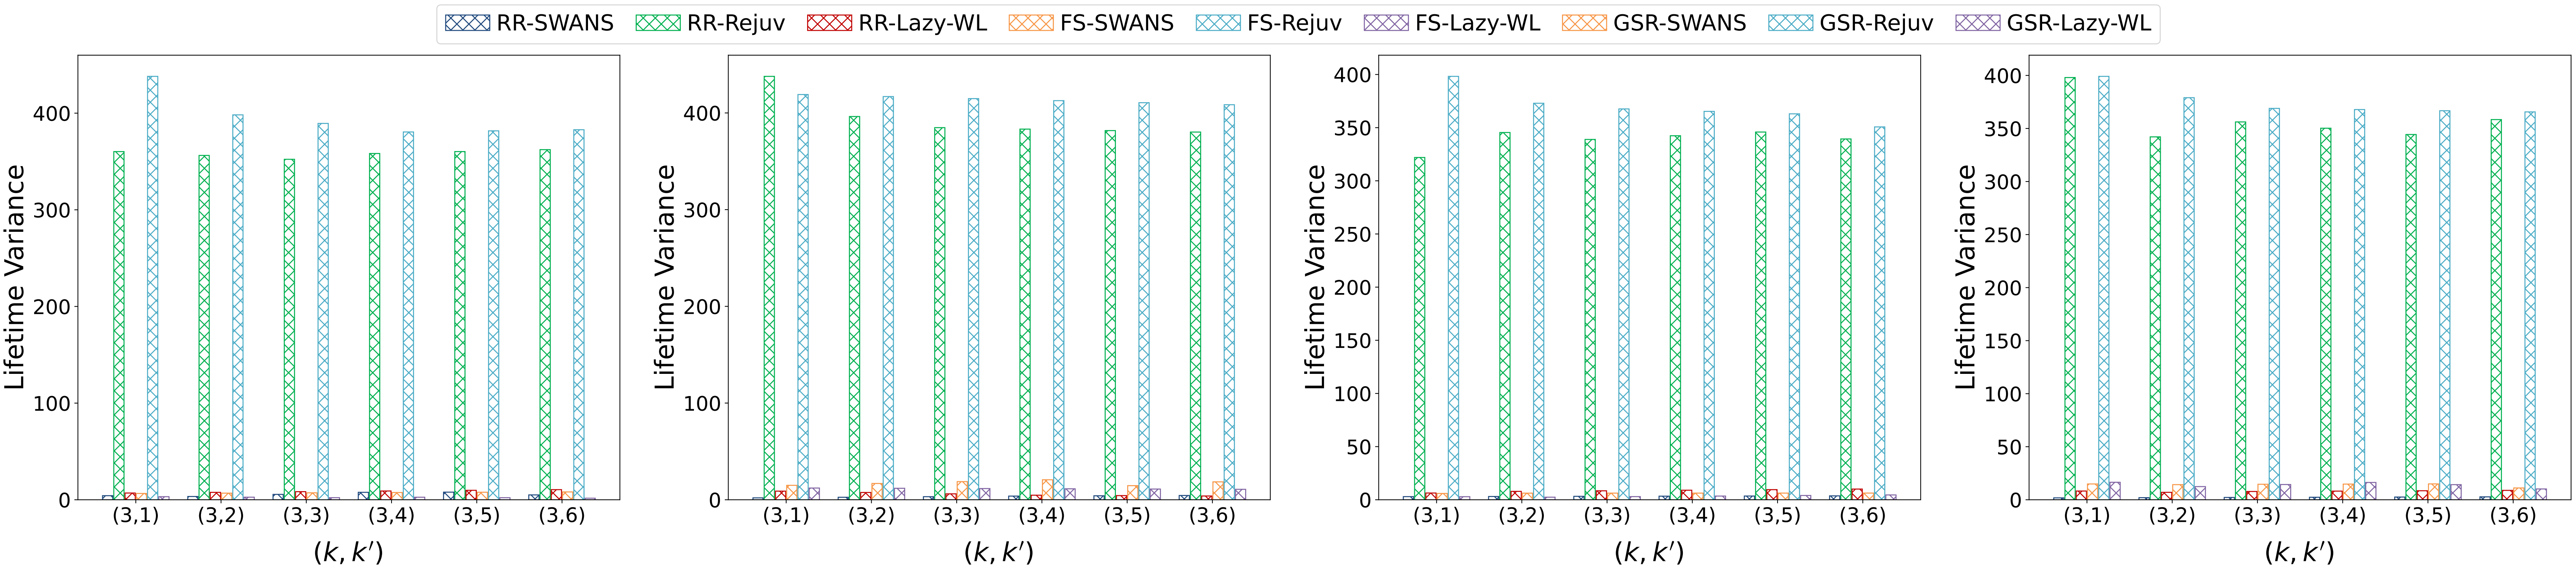 RR-SWANS RR-Rejuv RR-Lazy-WL FS-SWANS FS-Rejuv FS-Lazy-WL GSR-SWANS GSR-Rejuv GSR-Lazy-WL
Lifetime Variance
400
300
200
100
0
(3,1) (3,2) (3,3) (3,4) (3,5) (3,6)
(k, k′)
Lifetime Variance
400
300
200
100
0
(3,1) (3,2) (3,3) (3,4) (3,5) (3,6)
(k, k′)
Lifetime Variance
400
350
300
250
200
150
100
50
0
(3,1) (3,2) (3,3) (3,4) (3,5) (3,6)
(k, k′)
Lifetime Variance
400
350
300
250
200
150
100
50
0
(3,1) (3,2) (3,3) (3,4) (3,5) (3,6)
(k, k′)